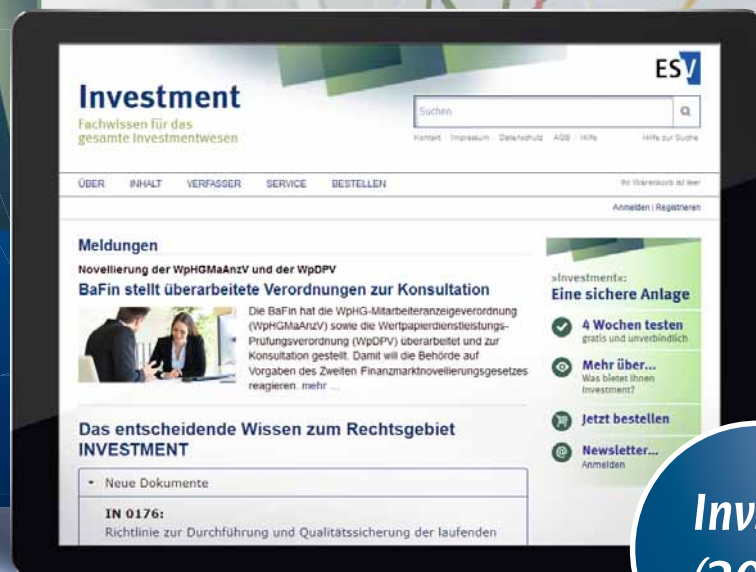 ESV
Investment
Fachwissen für das
gesamte Investmentwesen
Suchen
Kontakt Impressum Datenschutz AGB Hilfe
Hilfe zur Suche
ÜBER INHALT VERFASSER SERVICE BESTELLEN
Ihr Warenkorb ist leer
Anmelden | Registrieren
Meldungen
Novellierung der WpHGMaAnzV und der WpDPV
BaFin stellt überarbeitete Verordnungen zur Konsultation
Die BaFin hat die WpHG-Mitarbeiteranzeigeverordnung
(WpHGMaAnzV) sowie die Wertpapierdienstleistungs-
Prüfungsverordnung (WpDPV) überarbeitet und zur
Konsultation gestellt. Damit will die Behörde auf
Vorgaben des Zweiten Finanzmarktnovellierungsgesetzes
reagieren. mehr ...
Das entscheidende Wissen zum Rechtsgebiet
INVESTMENT
Neue Dokumente
IN 0176:
Richtlinie zur Durchführung und Qualitätssicherung der laufenden
»Investment«:
Eine sichere Anlage
4 Wochen testen
gratis und unverbindlich
Mehr über...
Was bietet Ihnen
Investment?
Jetzt bestellen
@ Newsletter...
Anmelden